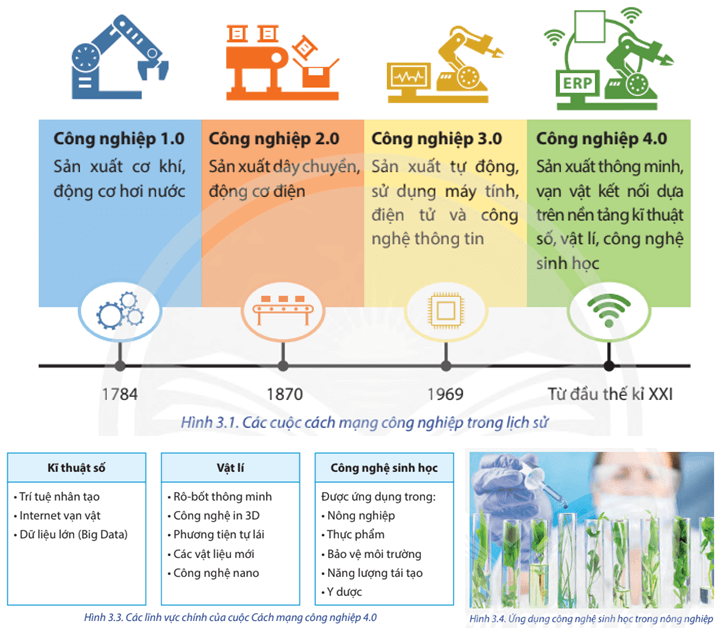 ERP
Công nghiệp 1.0
Sản xuất cơ khí,
động cơ hơi nước
Công nghiệp 2.0
Sản xuất dây chuyền,
động cơ điện
Công nghiệp 3.0
Sản xuất tự động,
sử dụng máy tính,
điện tử và công
nghệ thông tin
Công nghiệp 4.0
Sản xuất thông minh,
vạn vật kết nối dựa
trên nền tảng kĩ thuật
số, vật lí, công nghệ
sinh học
1784
1870
1969
Từ đầu thế kỉ XXI
Hình 3.1. Các cuộc cách mạng công nghiệp trong lịch sử
Kĩ thuật số
• Trí tuệ nhân tạo
• Internet vạn vật
• Dữ liệu lớn (Big Data)
Vật lí
• Rô-bốt thông minh
• Công nghệ in 3D
• Phương tiện tự lái
• Các vật liệu mới
• Công nghệ nano
Công nghệ sinh học
Được ứng dụng trong:
• Nông nghiệp
• Thực phẩm
• Bảo vệ môi trường
• Năng lượng tái tạo
• Y dược
Hình 3.3. Các lĩnh vực chính của cuộc Cách mạng công nghiệp 4.0
Hình 3.4. Ứng dụng công nghệ sinh học trong nông nghiệp